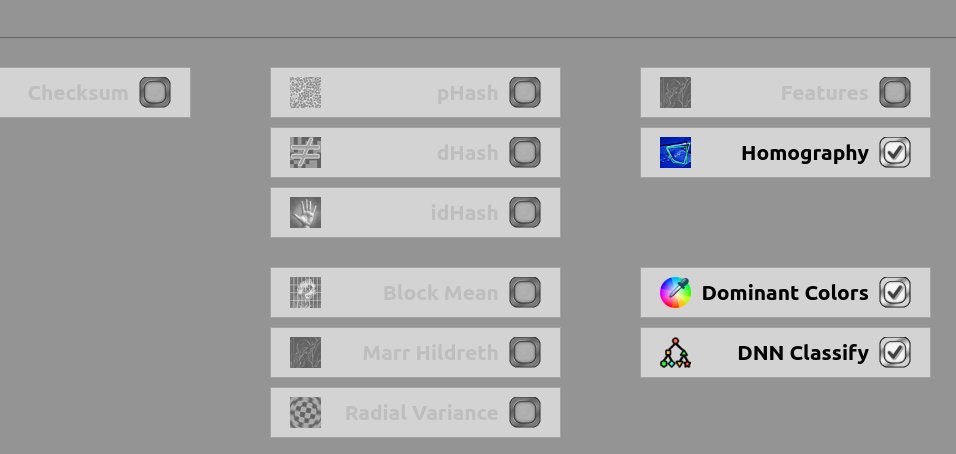 Checksum
pHash
dHash
idHash
Block Mean
Marr Hildreth
Radial Variance
Features
Homography
Dominant Colors
DNN Classify